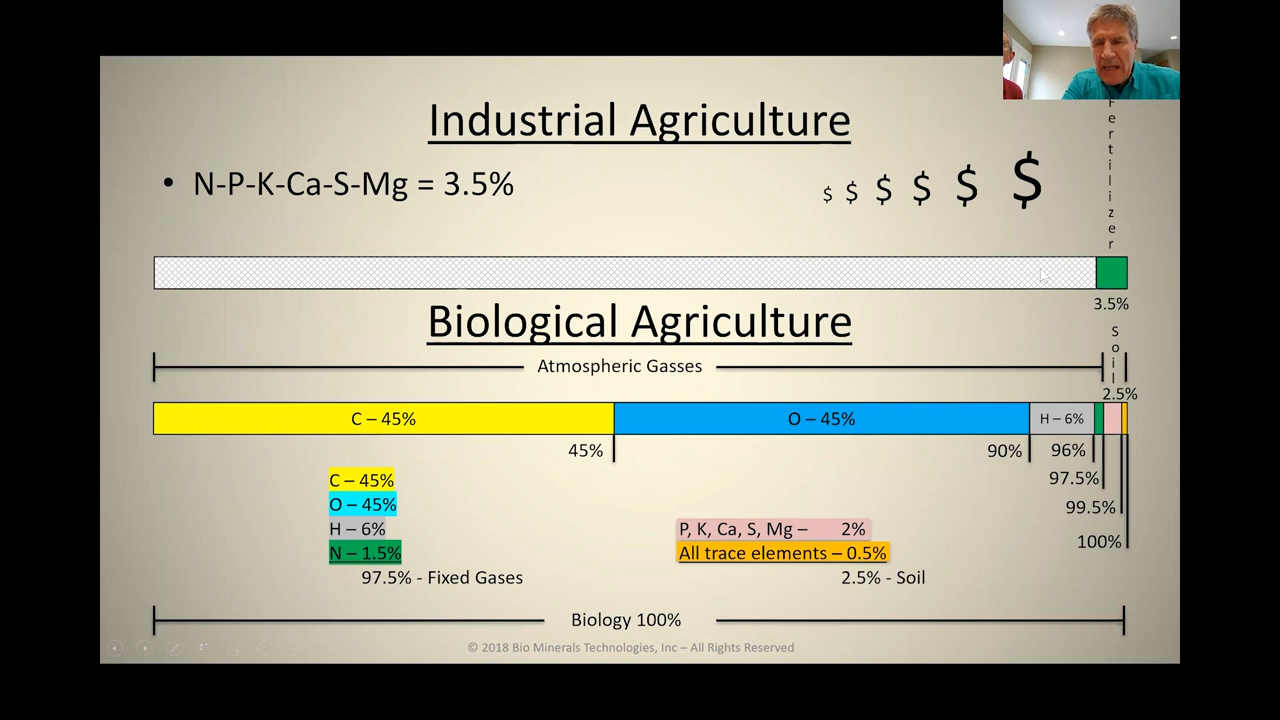 Industrial Agriculture
Fertilizer
• N-P-K-Ca-S-Mg = 3.5%
$ $ $ $ $ $
3.5%
Biological Agriculture
Soil
Atmospheric Gasses
2.5%
C – 45%
O – 45%
H – 6%
45%
90%
96%
97.5%
99.5%
100%
C – 45%
O – 45%
H – 6%
N – 1.5%
97.5% - Fixed Gases
P, K, Ca, S, Mg – 2%
All trace elements – 0.5%
2.5% - Soil
Biology 100%
© 2018 Bio Minerals Technologies, Inc – All Rights Reserved